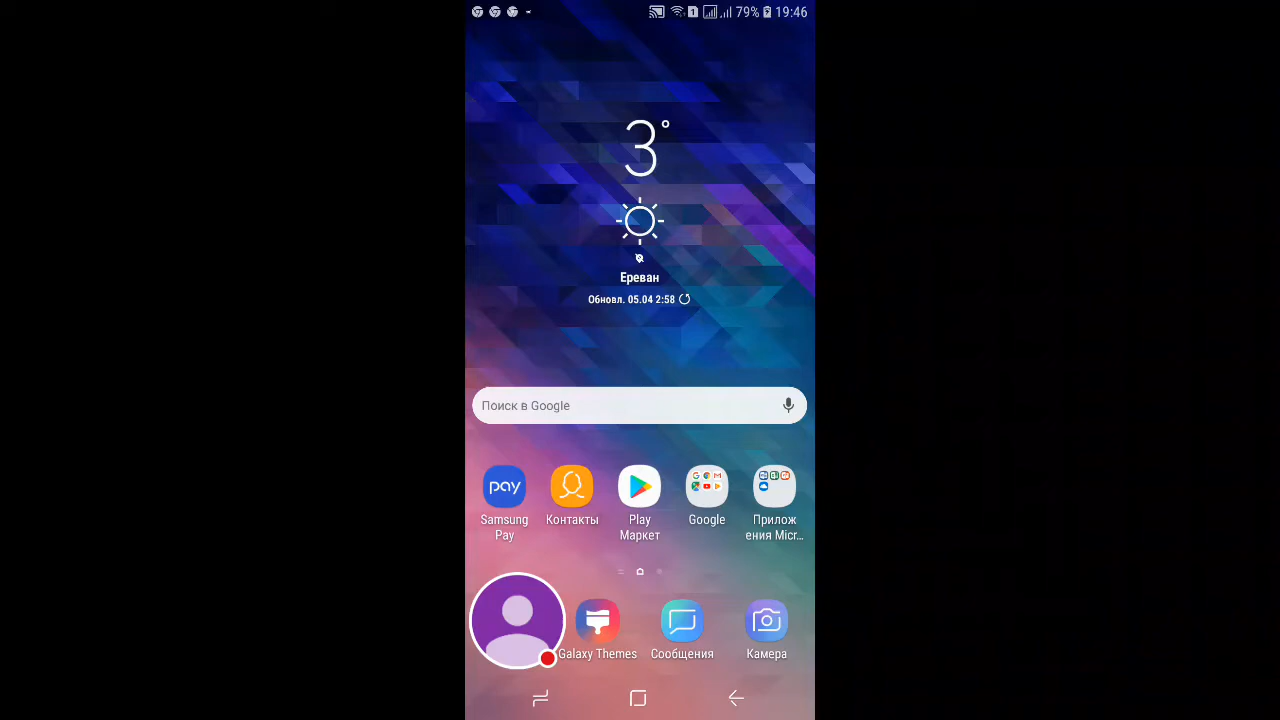 1 79% 19:46
3°
Ереван
Обновл. 05.04 2:58
Поиск в Google
pay
Samsung Pay
Контакты
Play Маркет
Google
Прилож
ения Micr...
Galaxy Themes
Сообщения
Камера